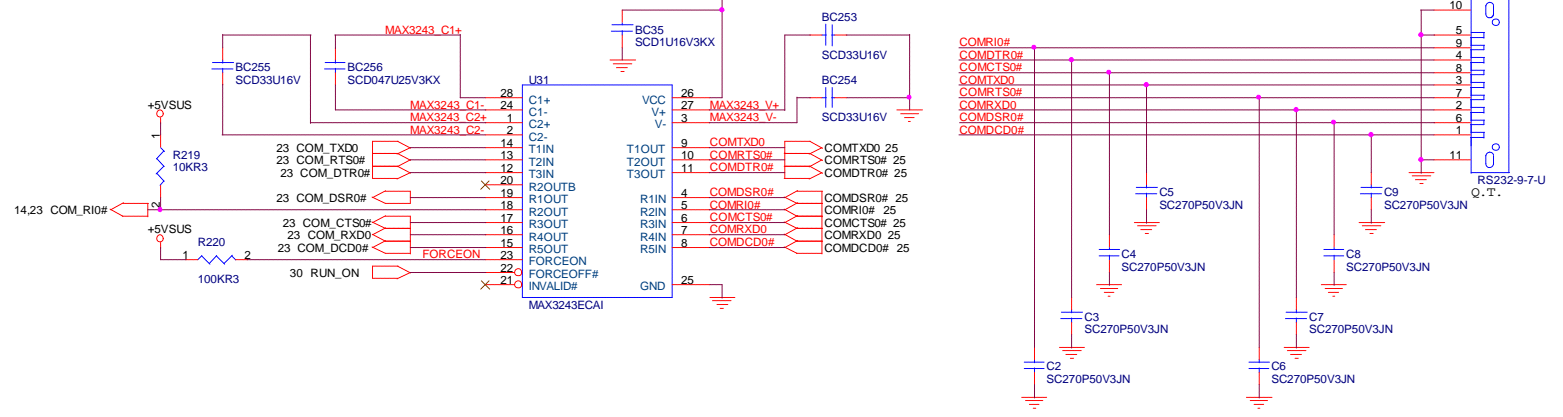 MAX3243_C1+
BC255
SCD33U16V
BC256
SCD047U25V3KX
BC35
SCD1U16V3KX
BC253
SCD33U16V
BC254
SCD33U16V
U31
28 C1+
MAX3243_C1- 24 C1-
MAX3243_C2+ 1 C2+
MAX3243_C2- 2 C2-
23 COM_TXD0 14 T1IN
23 COM_RTS0# 13 T2IN
23 COM_DTR0# 12 T3IN
20 R2OUTB
23 COM_DSR0# 19 R1OUT
14,23 COM_RI0# 18 R2OUT
23 COM_CTS0# 17 R3OUT
23 COM_RXD0 16 R4OUT
23 COM_DCD0# 15 R5OUT
FORCEON 23 FORCEON
30 RUN_ON 22 FORCEOFF#
21 INVALID#
MAX3243ECAI
+5VSUS
1
R219
10KR3
2
+5VSUS
R220
1 2
100KR3
VCC 26
V+ 27 MAX3243_V+
V- 3 MAX3243_V-
T1OUT 9 COMTXD0 COMTXD0 25
T2OUT 10 COMRTS0# COMRTS0# 25
T3OUT 11 COMDTR0# COMDTR0# 25
R1IN 4 COMDSR0# COMDSR0# 25
R2IN 5 COMRI0# COMRI0# 25
R3IN 6 COMCTS0# COMCTS0# 25
R4IN 7 COMRXD0 COMRXD0 25
R5IN 8 COMDCD0# COMDCD0# 25
GND 25
10
5
COMRI0# 9
COMDTR0# 4
COMCTS0# 8
COMTXD0 3
COMRTS0# 7
COMRXD0 2
COMDSR0# 6
COMDCD0# 1
11
RS232-9-7-U
Q.T.
C5
SC270P50V3JN
C9
SC270P50V3JN
C4
SC270P50V3JN
C8
SC270P50V3JN
C3
SC270P50V3JN
C7
SC270P50V3JN
C2
SC270P50V3JN
C6
SC270P50V3JN